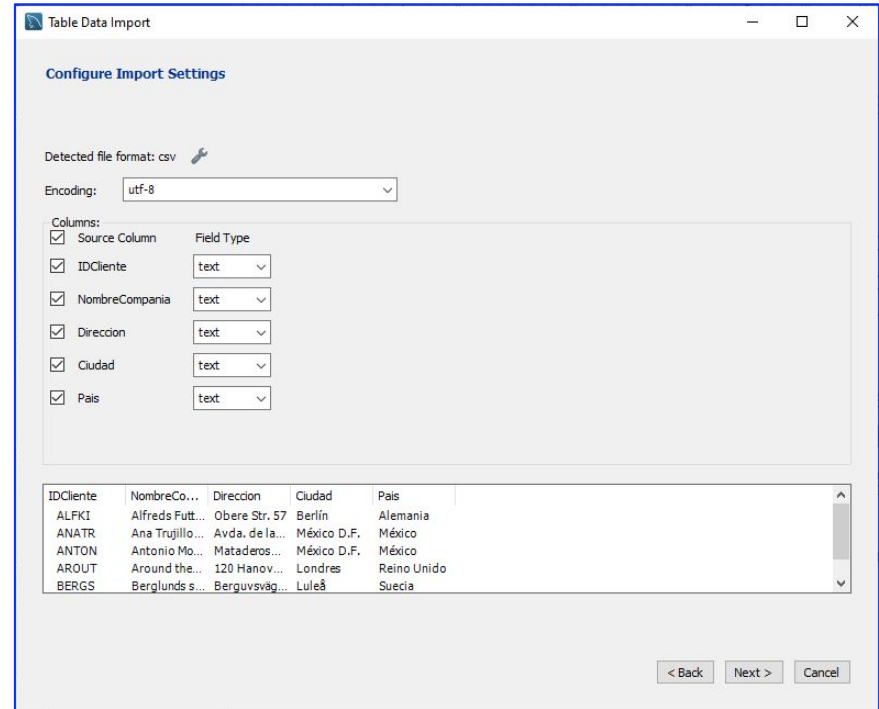 Table Data Import
Configure Import Settings
Detected file format: csv
Encoding: utf-8
Columns:
Source Column Field Type
IDCliente text
NombreCompania text
Direccion text
Ciudad text
Pais text
IDCliente NombreCo... Direccion Ciudad Pais
ALFKI Alfreds Futt... Obere Str. 57 Berlín Alemania
ANATR Ana Trujillo... Avda. de la... México D.F. México
ANTON Antonio Mo... Mataderos... México D.F. México
AROUT Around the... 120 Hanov... Londres Reino Unido
BERGS Berglunds s... Berguvsväg... Luleå Suecia
< Back Next > Cancel